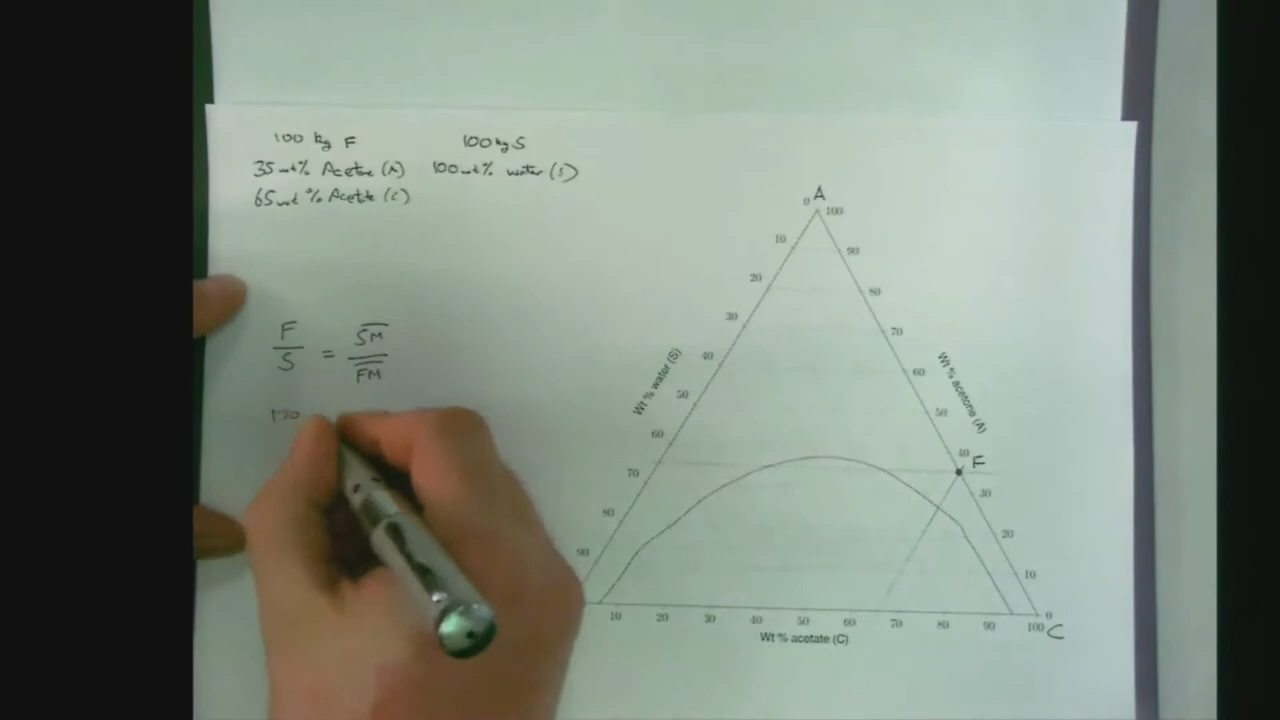 100 kg F
100 kg S
35 wt% Acetone (A)
100 wt% water (S)
65 wt % Acetate (C)
F
S
=
SM
FM
100
A
0
100
10
90
20
80
30
70
40
60
50
50
60
40
F
70
30
80
20
90
10
0
10
20
30
40
50
60
70
80
90
100
C
Wt % water (S)
Wt % acetone (A)
Wt % acetate (C)